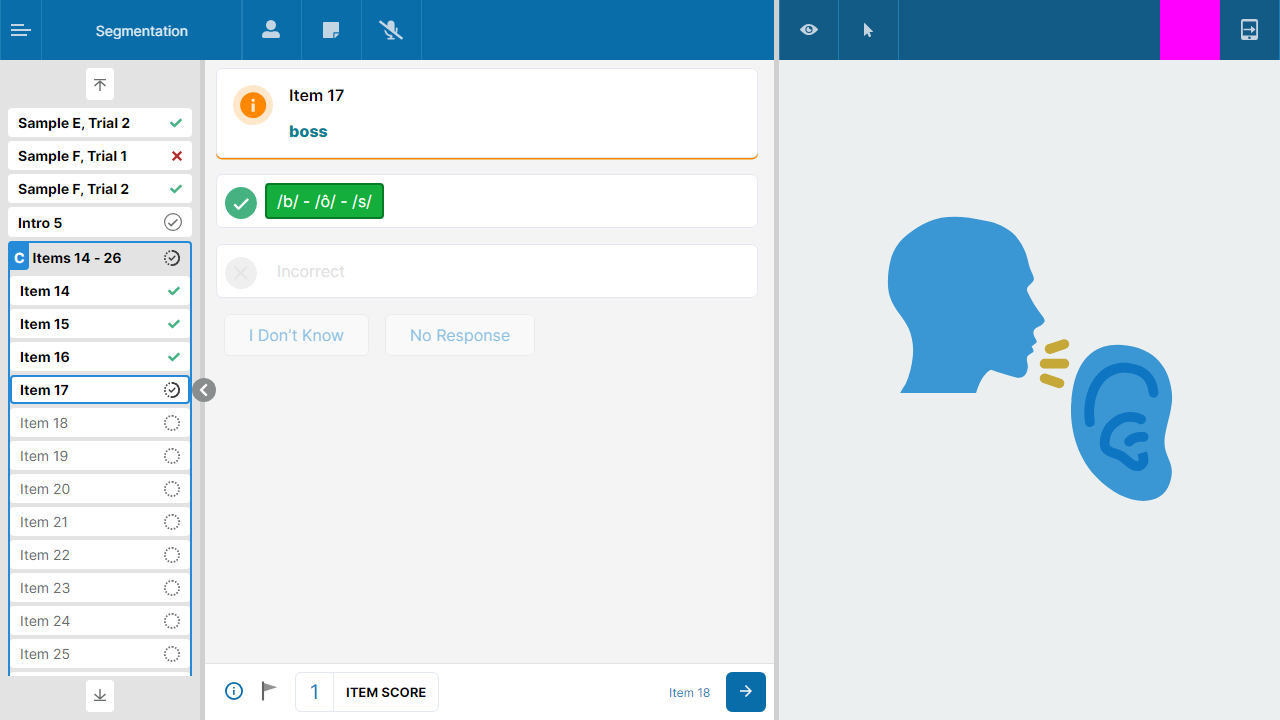 Segmentation
Sample E, Trial 2
Sample F, Trial 1
Sample F, Trial 2
Intro 5
C Items 14 - 26
Item 14
Item 15
Item 16
Item 17
Item 18
Item 19
Item 20
Item 21
Item 22
Item 23
Item 24
Item 25
Item 17
boss
/b/ - /ô/ - /s/
Incorrect
I Don’t Know
No Response
1 ITEM SCORE
Item 18